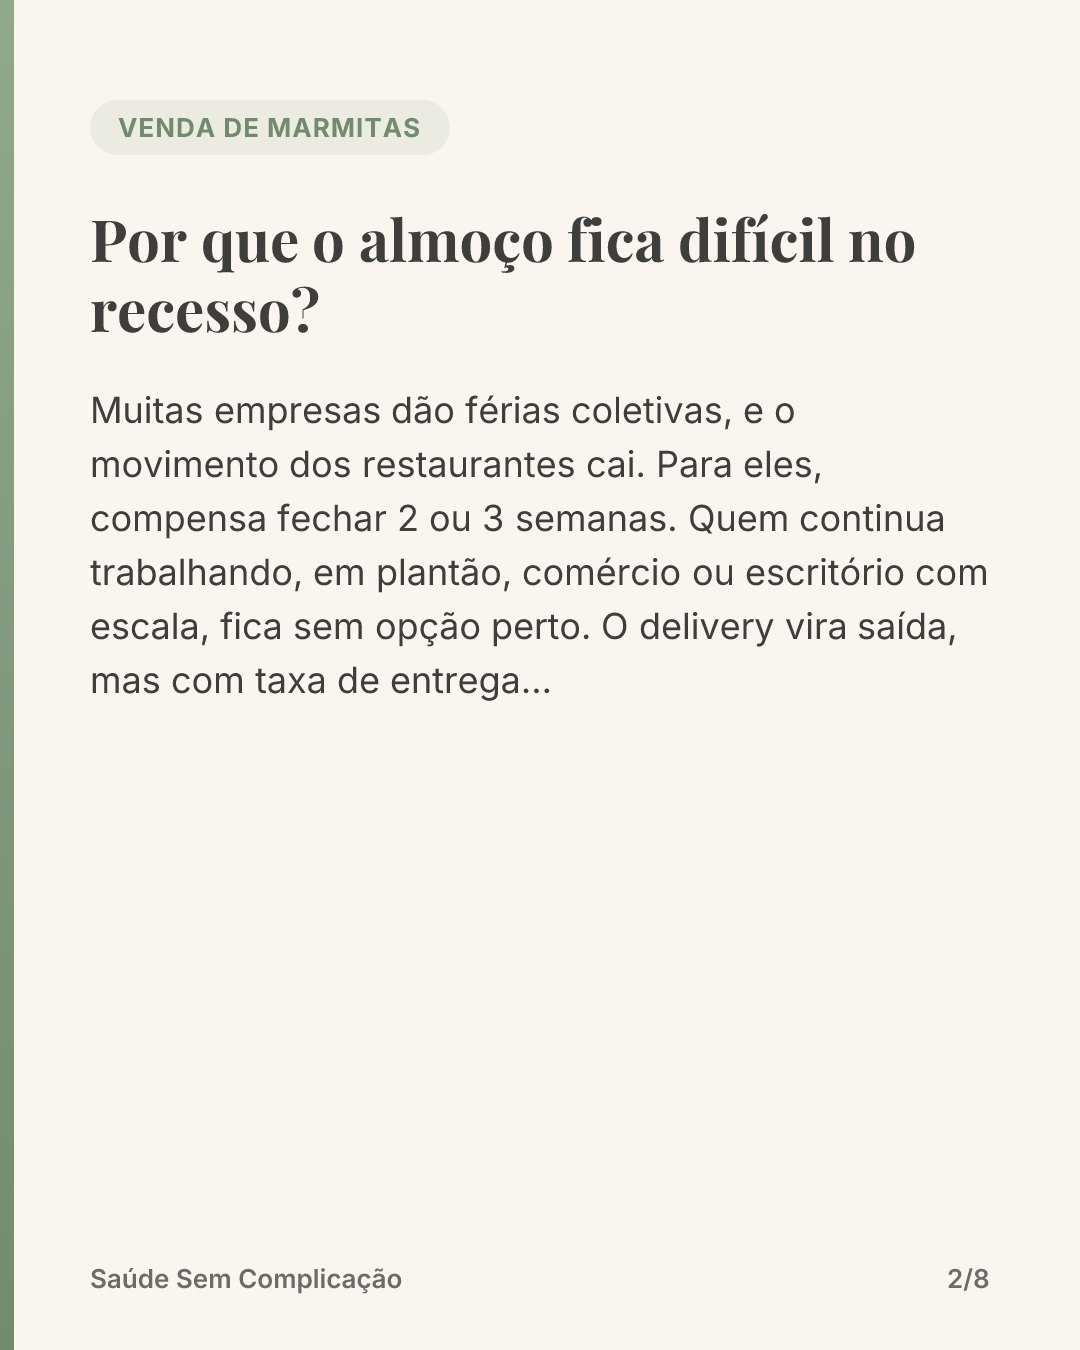 VENDA DE MARMITAS
Por que o almoço fica difícil no
recesso?
Muitas empresas dão férias coletivas, e o
movimento dos restaurantes cai. Para eles,
compensa fechar 2 ou 3 semanas. Quem continua
trabalhando, em plantão, comércio ou escritório com
escala, fica sem opção perto. O delivery vira saída,
mas com taxa de entrega...
Saúde Sem Complicação
2/8